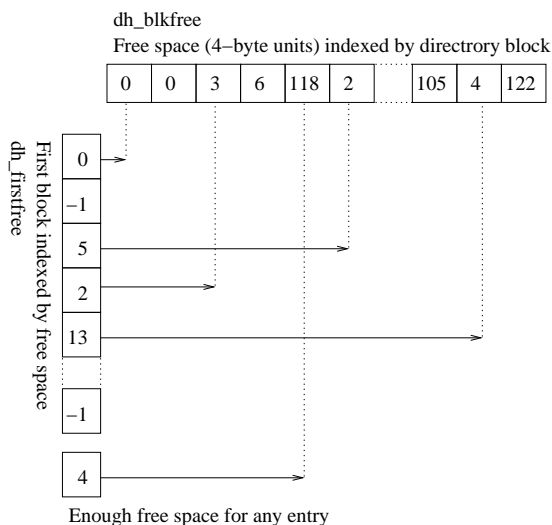 dh_blkfree
Free space (4−byte units) indexed by directrory block
0 0 3 6 118 2 105 4 122
First block indexed by free space
dh_firstfree
0
−1
5
2
13
−1
4
Enough free space for any entry